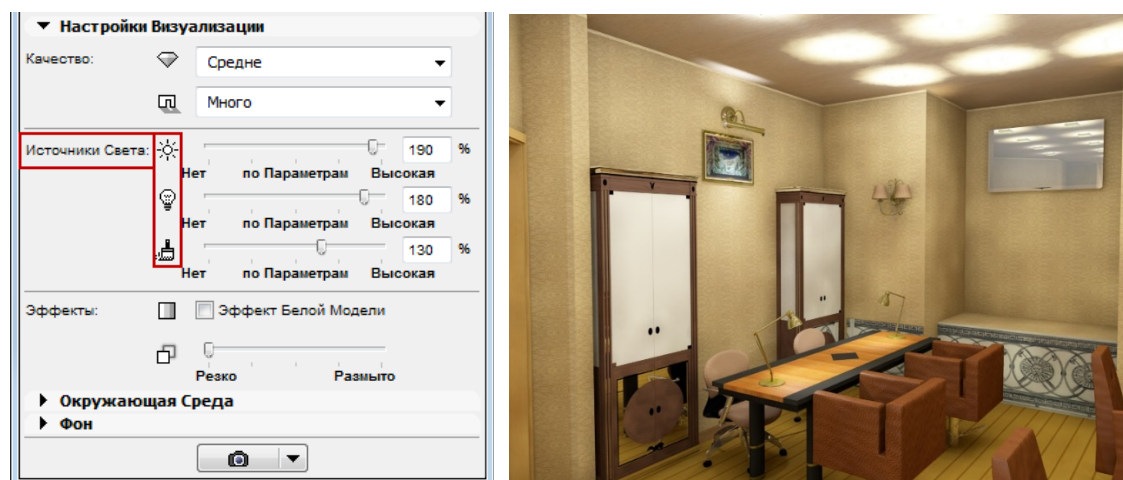 Настройки Визуализации
Качество: Средне
Много
Источники Света: 190 %
Нет по Параметрам Высокая
180 %
Нет по Параметрам Высокая
130 %
Нет по Параметрам Высокая
Эффекты: Эффект Белой Модели
Резко Размыто
Окружающая Среда
Фон